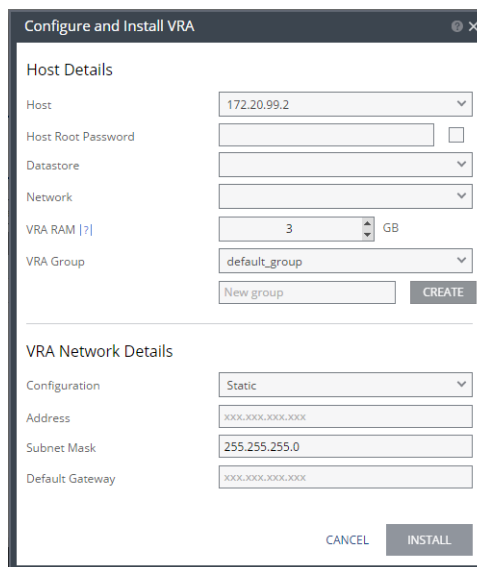 Configure and Install VRA
Host Details
Host 172.20.99.2
Host Root Password
Datastore
Network
VRA RAM [?] 3 GB
VRA Group default_group
New group CREATE
VRA Network Details
Configuration Static
Address xxx.xxx.xxx.xxx
Subnet Mask 255.255.255.0
Default Gateway xxx.xxx.xxx.xxx
CANCEL INSTALL